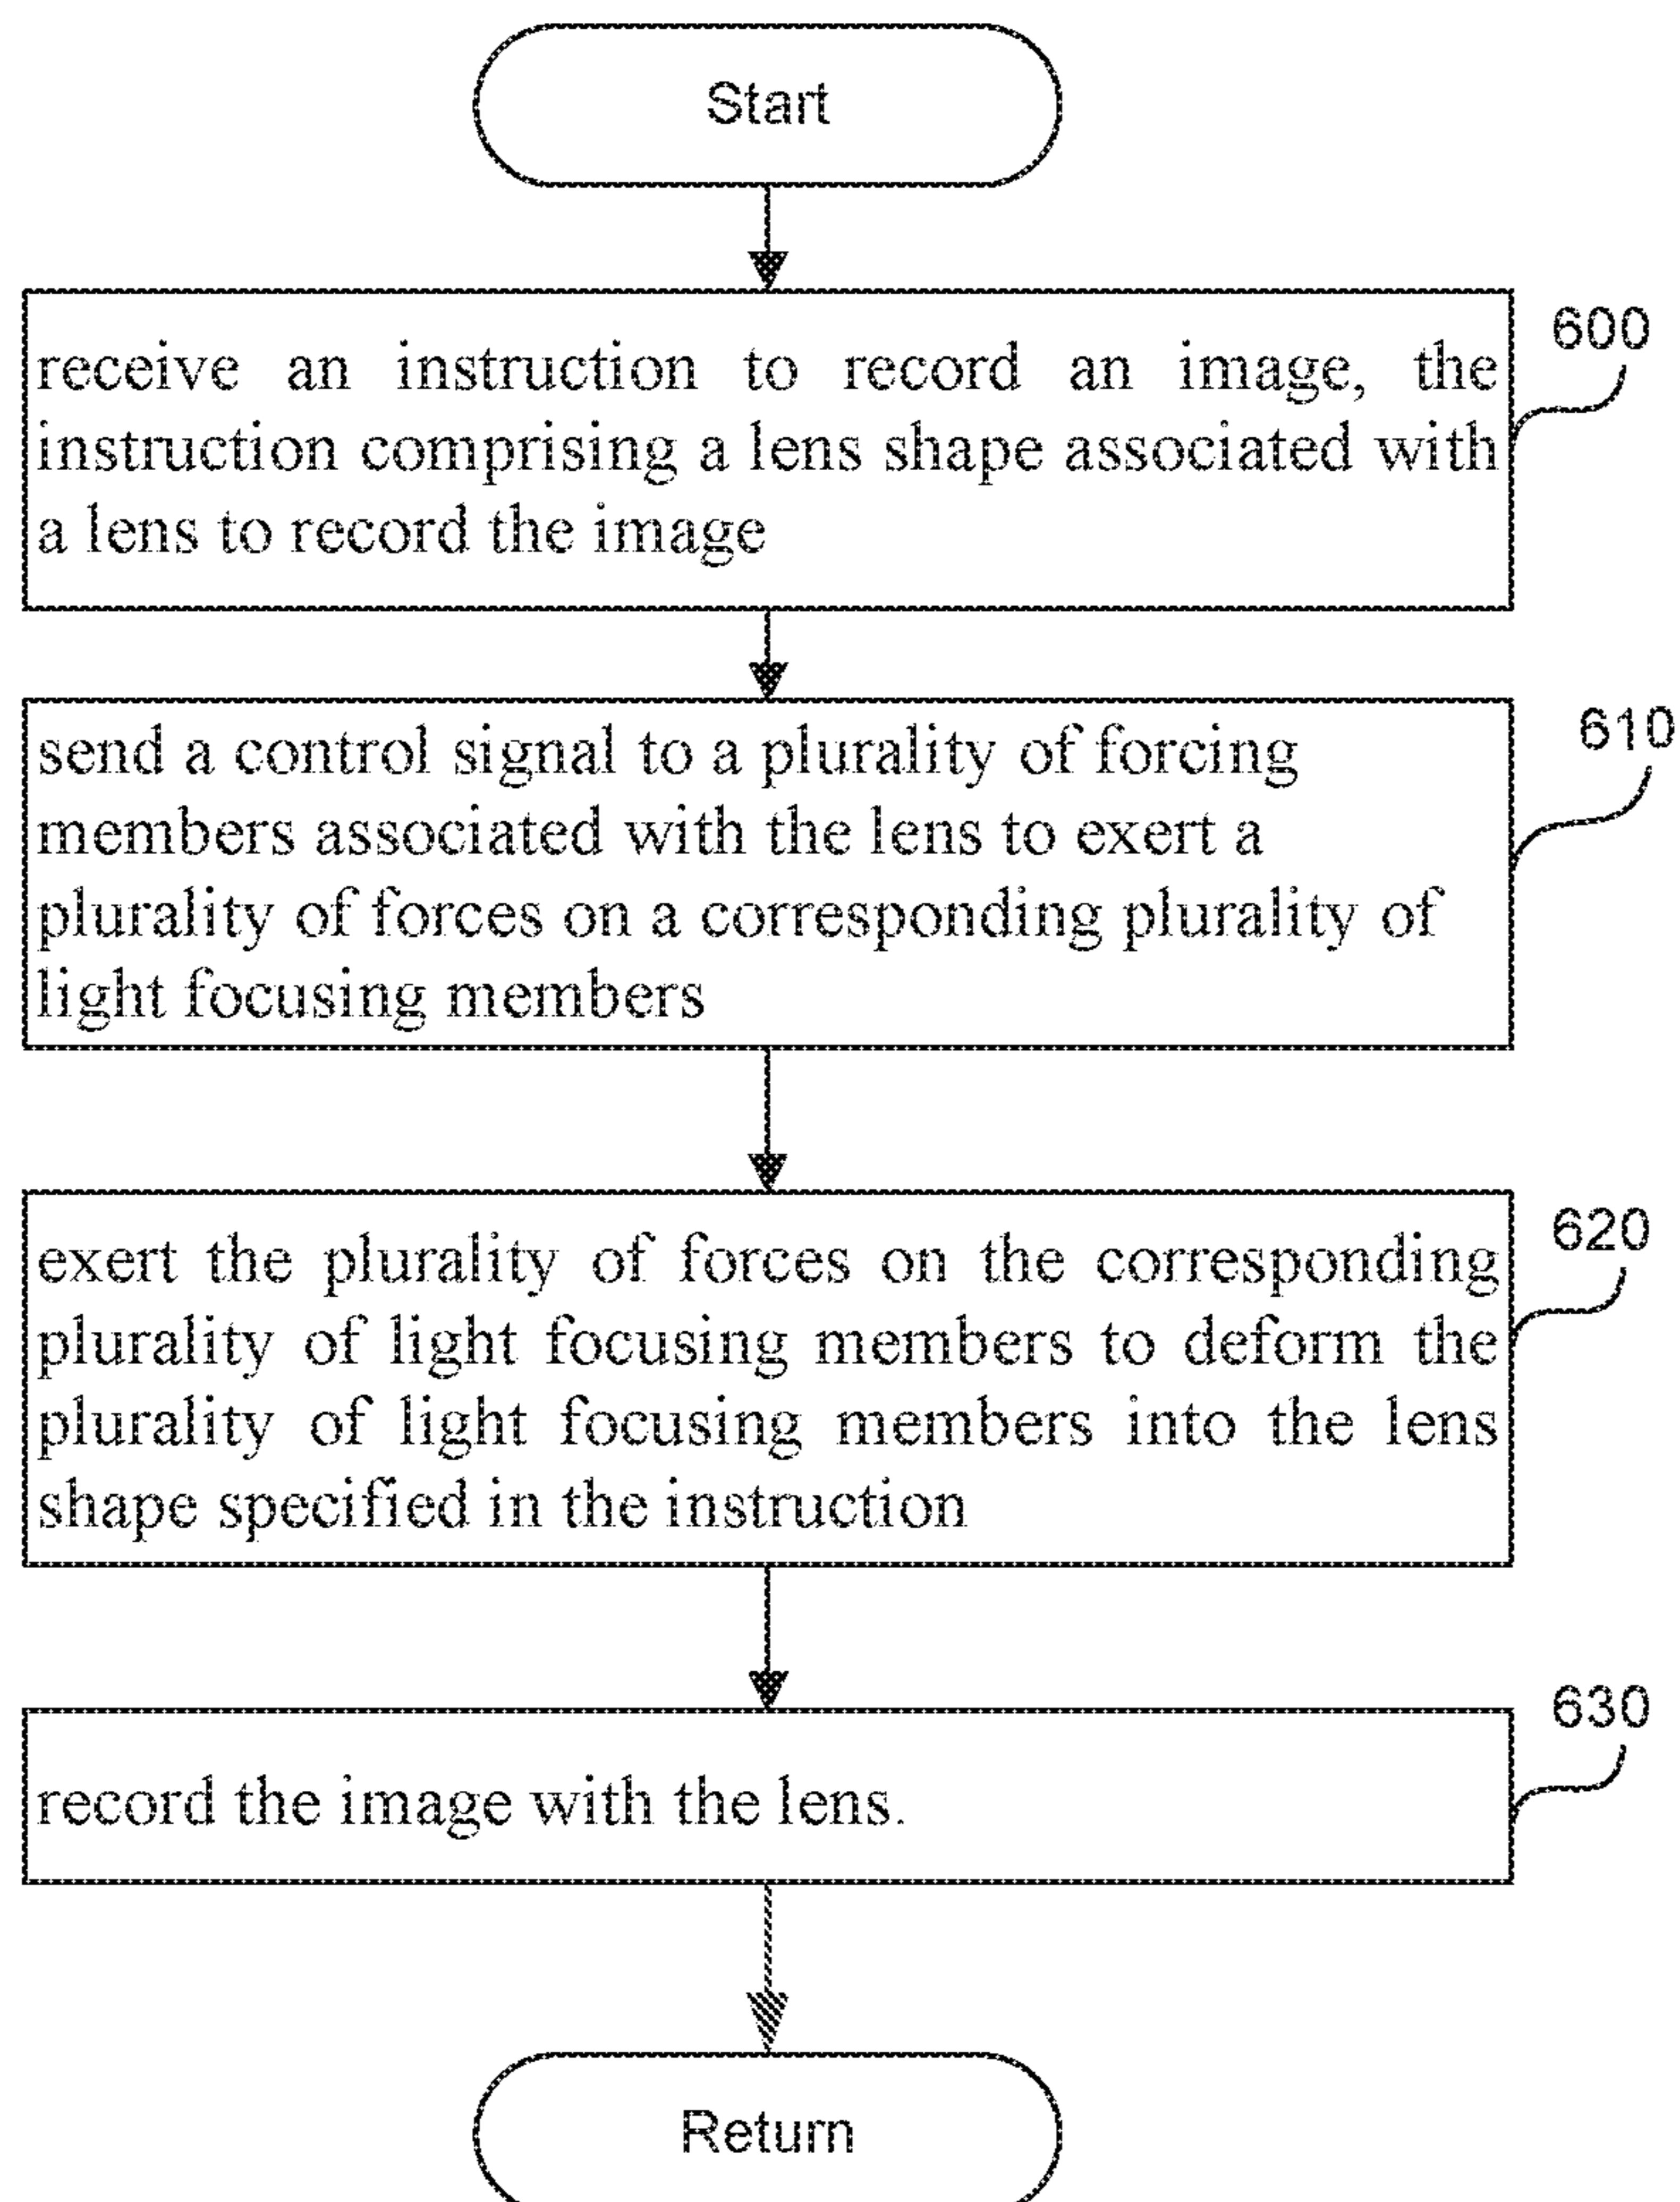 Start
receive an instruction to record an image, the
instruction comprising a lens shape associated with
a lens to record the image
600
send a control signal to a plurality of forcing
members associated with the lens to exert a
plurality of forces on a corresponding plurality of
light focusing members
610
exert the plurality of forces on the corresponding
plurality of light focusing members to deform the
plurality of light focusing members into the lens
shape specified in the instruction
620
record the image with the lens.
630
Return